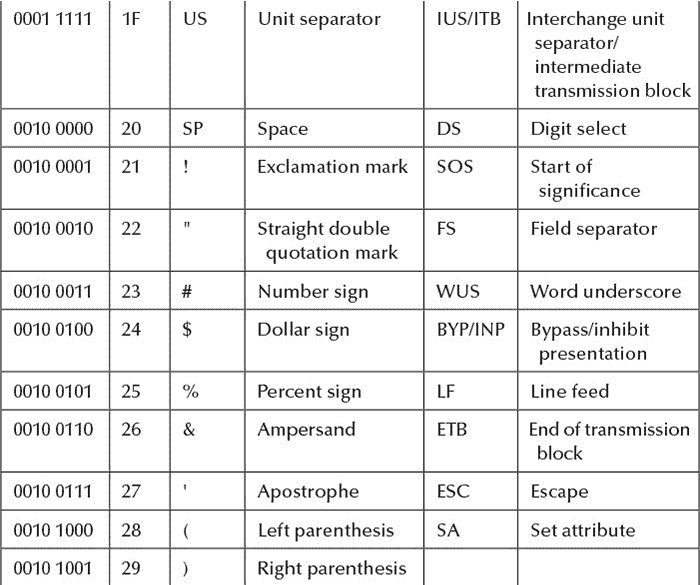 0001 1111 1F US Unit separator IUS/ITB Interchange unit
separator/
intermediate
transmission block
0010 0000 20 SP Space DS Digit select
0010 0001 21 ! Exclamation mark SOS Start of
significance
0010 0010 22 " Straight double FS Field separator
quotation mark
0010 0011 23 # Number sign WUS Word underscore
0010 0100 24 $ Dollar sign BYP/INP Bypass/inhibit
presentation
0010 0101 25 % Percent sign LF Line feed
0010 0110 26 & Ampersand ETB End of transmission
block
0010 0111 27 ' Apostrophe ESC Escape
0010 1000 28 ( Left parenthesis SA Set attribute
0010 1001 29 ) Right parenthesis